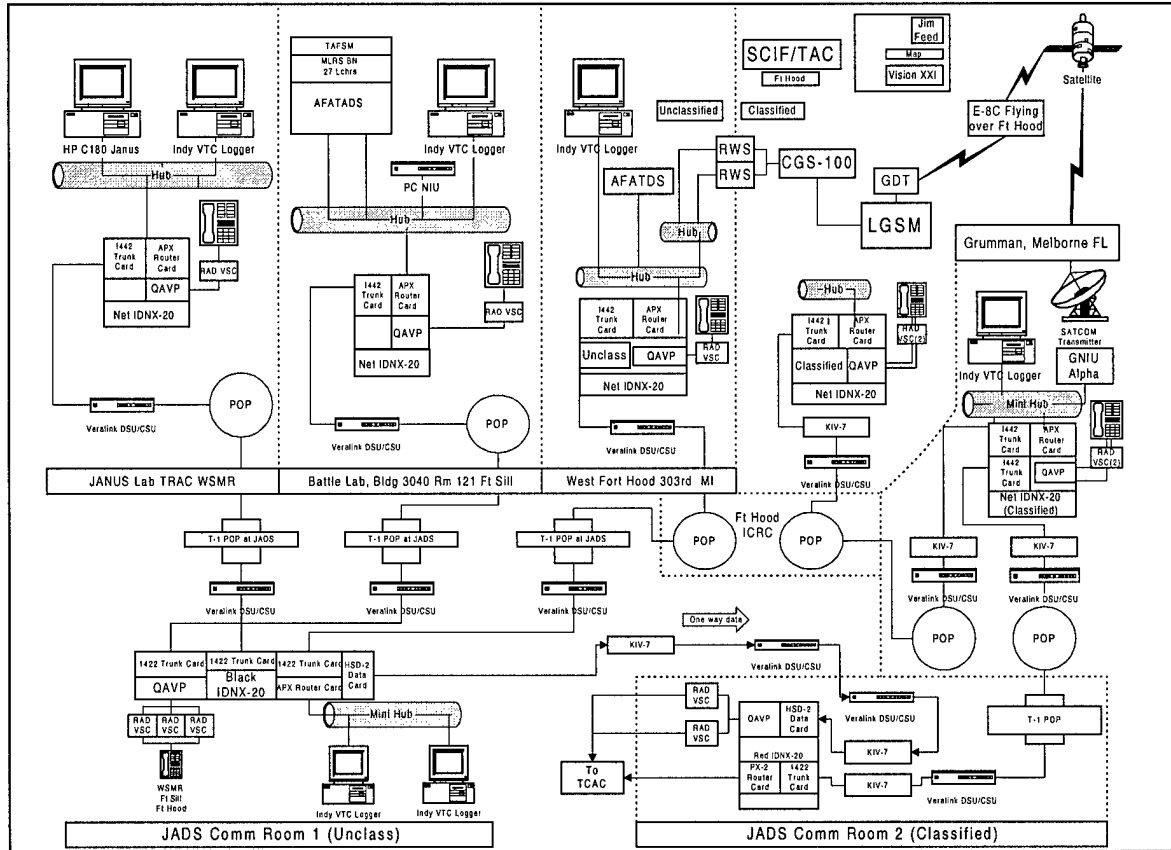 HP C180 Janus
Indy VTC Logger
Hub
1442
Trunk
Card
APX
Router
Card
QAVP
Net IDNX-20
RAD VSC
Veralink DSU/CSU
POP
JANUS Lab TRAC WSMR
TAFSM
MLRS BN
27 Lchrs
AFATADS
Indy VTC Logger
PC NIU
Hub
1442
Trunk
Card
APX
Router
Card
QAVP
Net IDNX-20
RAD VSC
Veralink DSU/CSU
POP
Battle Lab, Bldg 3040 Rm 121 Ft Sill
Indy VTC Logger
AFATDS
Unclassified
Classified
RWS
RWS
Hub
Hub
1442
Trunk
Card
APX
Router
Card
Unclass
QAVP
Net IDNX-20
RAD
VSC
Veralink DSU/CSU
West Fort Hood 303rd MI
SCIF/TAC
Ft Hood
Jim
Feed
Map
Vision XXI
Satellite
E-8C Flying
over Ft Hood
CGS-100
GDT
LGSM
Grumman, Melborne FL
Hub
1442
Trunk
Card
APX
Router
Card
Classified
QAVP
Net IDNX-20
RAD
VSC(2)
KIV-7
Veralink DSU/CSU
SATCOM
Transmitter
GNIU
Alpha
Indy VTC Logger
Mini Hub
1442
Trunk
Card
APX
Router
Card
1442
Trunk
Card
QAVP
Net IDNX-20
(Classified)
RAD
VSC(2)
Ft Hood
ICRC
POP
POP
KIV-7
KIV-7
Veralink DSU/CSU
Veralink DSU/CSU
POP
POP
T-1 POP at JADS
T-1 POP at JADS
T-1 POP at JADS
Veralink DSU/CSU
Veralink DSU/CSU
Veralink DSU/CSU
One way data
1422 Trunk Card
1422 Trunk Card
1422 Trunk Card
HSD-2
Data
Card
QAVP
Black
IDNX-20
APX Router Card
RAD
VSC
RAD
VSC
RAD
VSC
WSMR
Ft Sill
Ft Hood
Mini Hub
Indy VTC Logger
Indy VTC Logger
JADS Comm Room 1 (Unclass)
KIV-7
Veralink DSU/CSU
RAD
VSC
RAD
VSC
To
TCAC
QAVP
HSD-2
Data
Card
Red IDNX-20
PX-2
Router
Card
1422
Trunk
Card
Veralink DSU/CSU
KIV-7
KIV-7
Veralink DSU/CSU
T-1 POP
JADS Comm Room 2 (Classified)